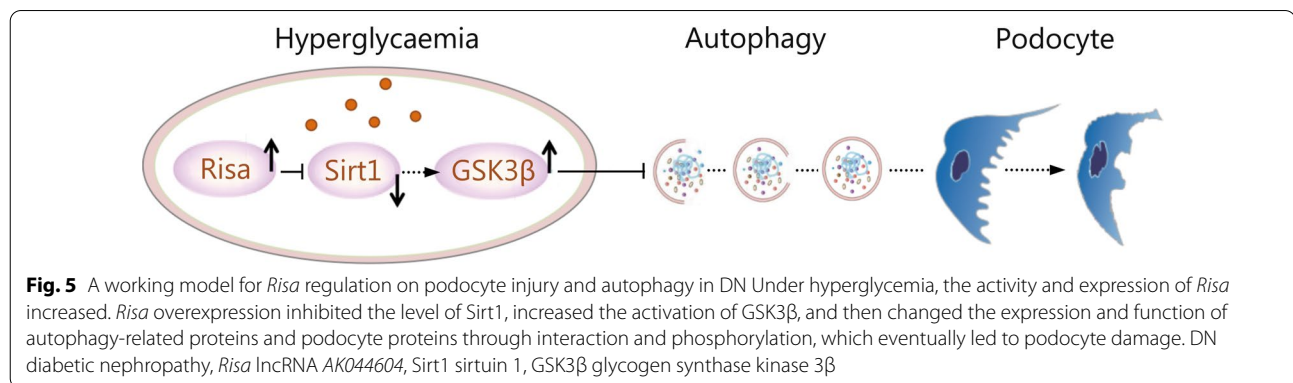 Hyperglycaemia Autophagy Podocyte
Risa Sirt1 GSK3β
Fig. 5 A working model for Risa regulation on podocyte injury and autophagy in DN Under hyperglycemia, the activity and expression of Risa
increased. Risa overexpression inhibited the level of Sirt1, increased the activation of GSK3β, and then changed the expression and function of
autophagy-related proteins and podocyte proteins through interaction and phosphorylation, which eventually led to podocyte damage. DN
diabetic nephropathy, Risa lncRNA AK044604, Sirt1 sirtuin 1, GSK3β glycogen synthase kinase 3β